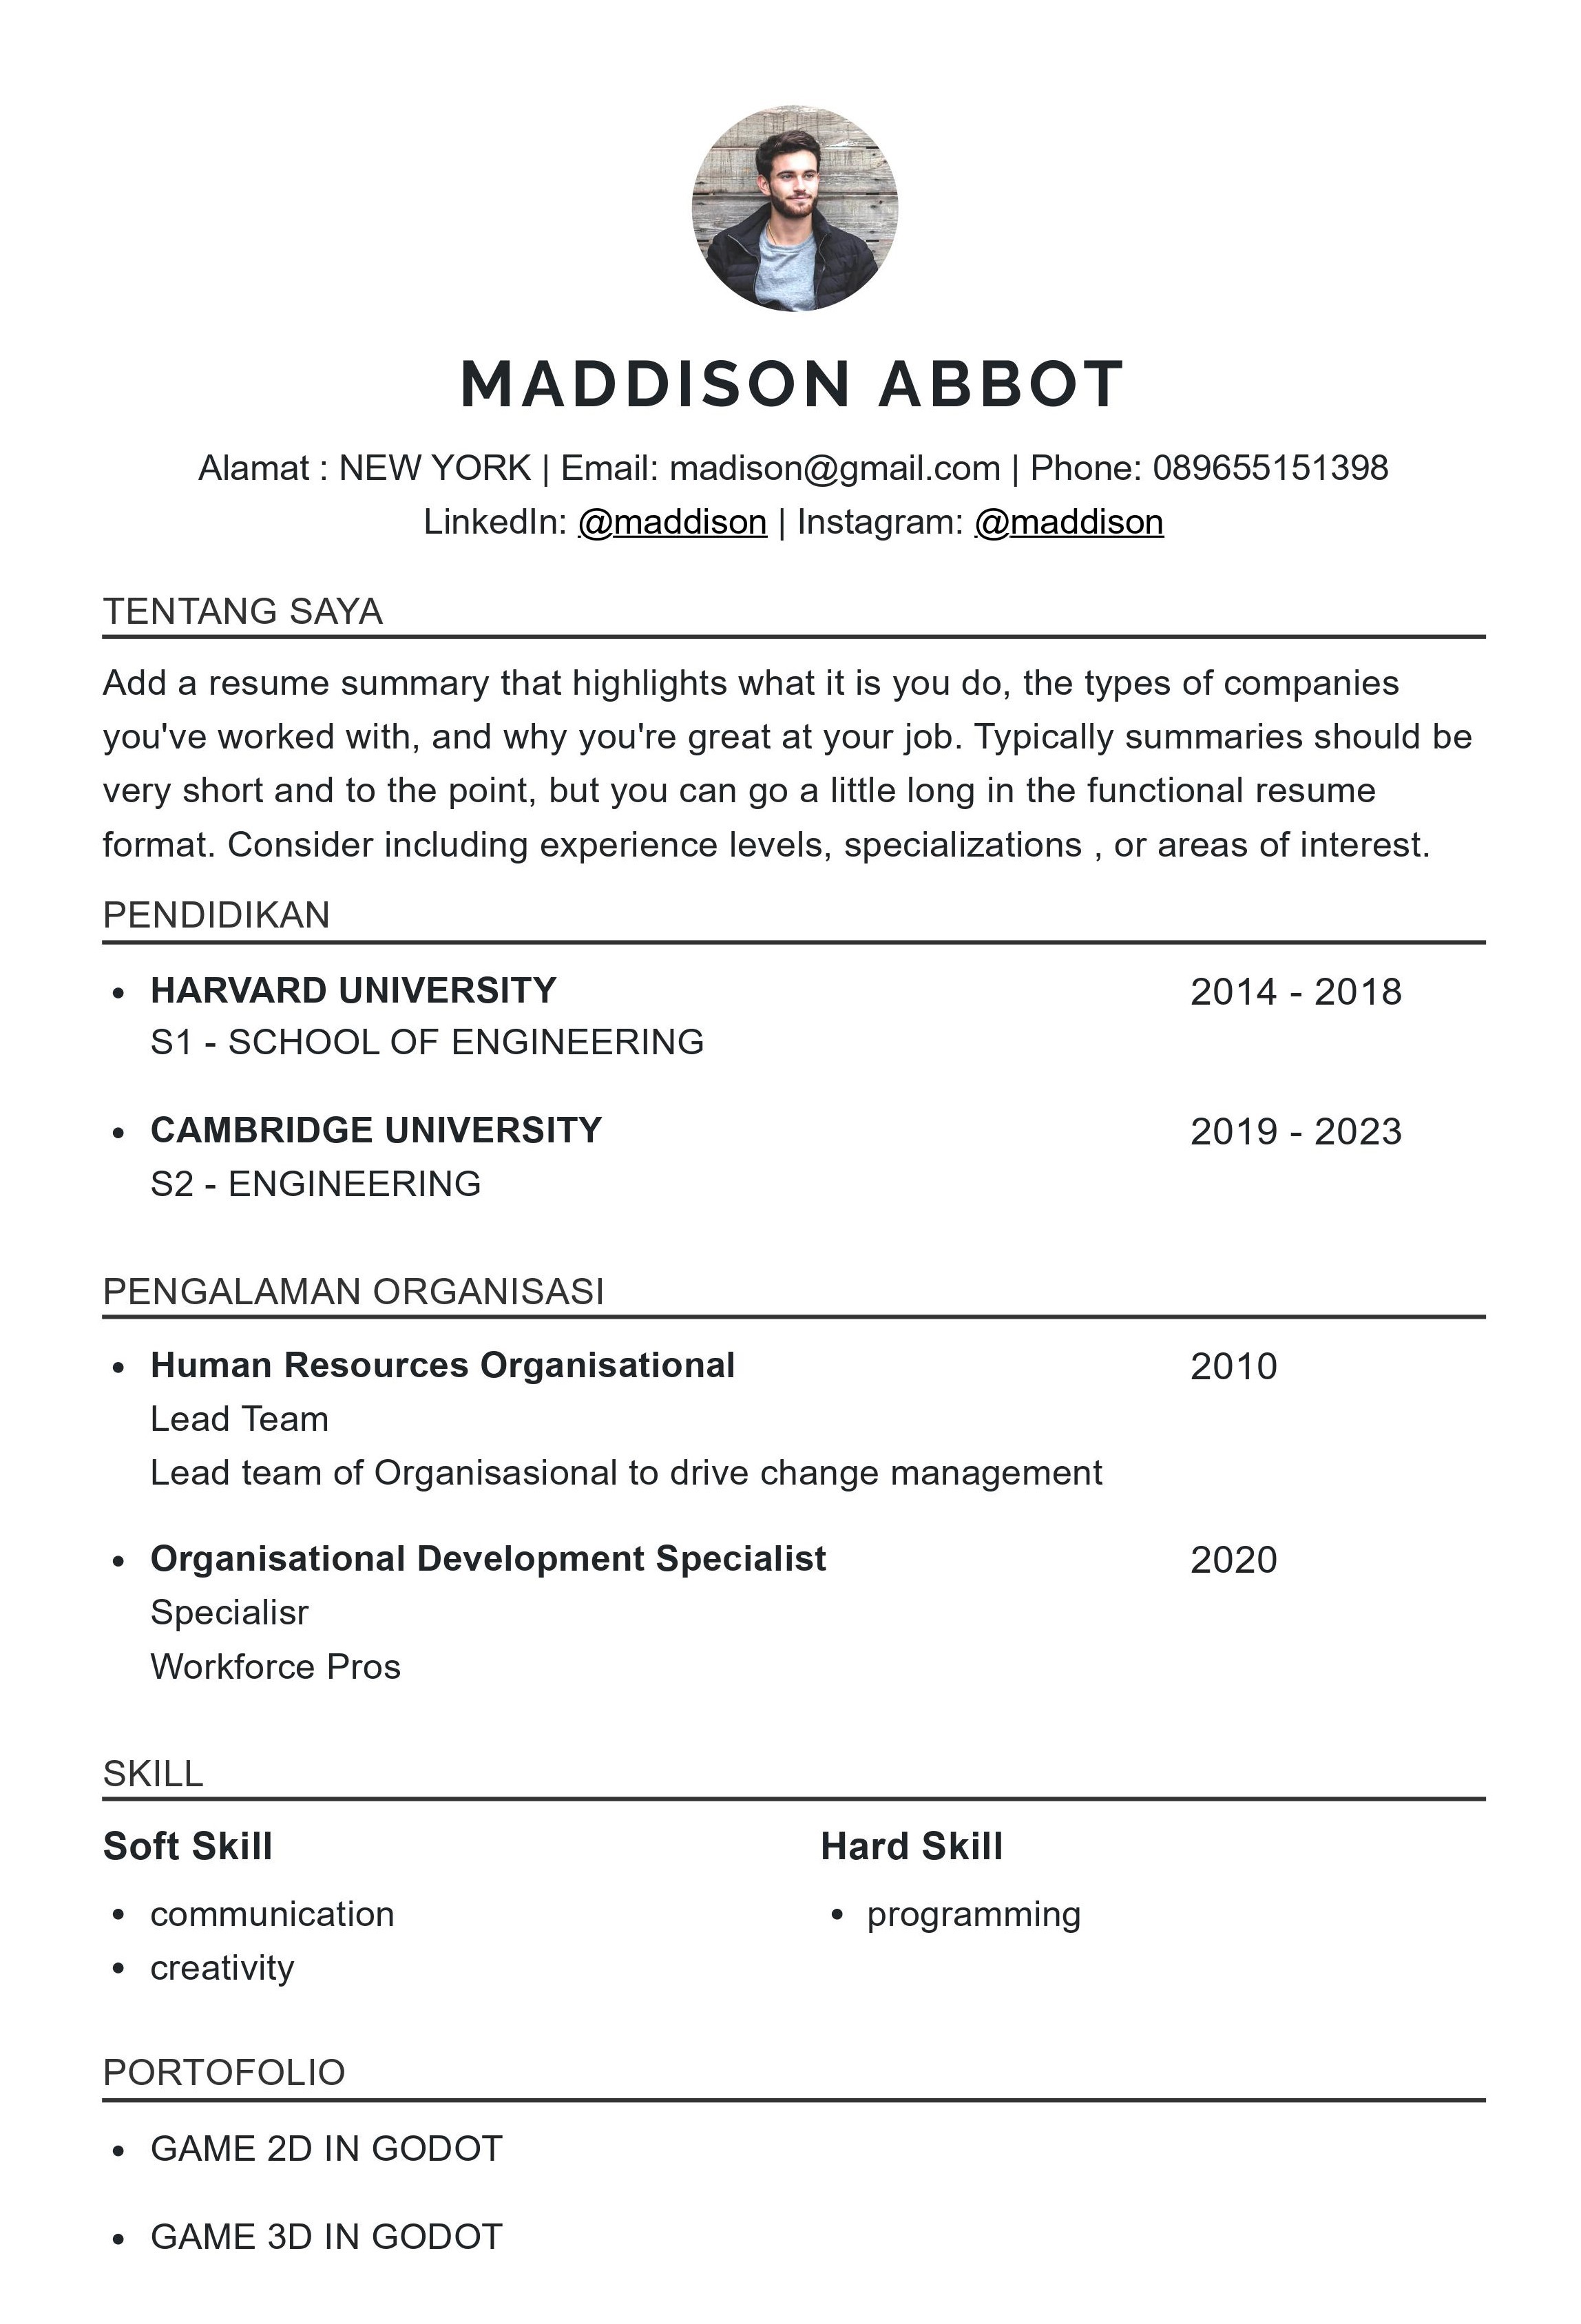 MADDISON ABBOT
Alamat : NEW YORK | Email: madison@gmail.com | Phone: 089655151398
LinkedIn: @maddison | Instagram: @maddison
TENTANG SAYA
Add a resume summary that highlights what it is you do, the types of companies
you've worked with, and why you're great at your job. Typically summaries should be
very short and to the point, but you can go a little long in the functional resume
format. Consider including experience levels, specializations , or areas of interest.
PENDIDIKAN
• HARVARD UNIVERSITY 2014 - 2018
S1 - SCHOOL OF ENGINEERING
• CAMBRIDGE UNIVERSITY 2019 - 2023
S2 - ENGINEERING
PENGALAMAN ORGANISASI
• Human Resources Organisational 2010
Lead Team
Lead team of Organisasional to drive change management
• Organisational Development Specialist 2020
Specialisr
Workforce Pros
SKILL
Soft Skill Hard Skill
• communication • programming
• creativity
PORTOFOLIO
• GAME 2D IN GODOT
• GAME 3D IN GODOT